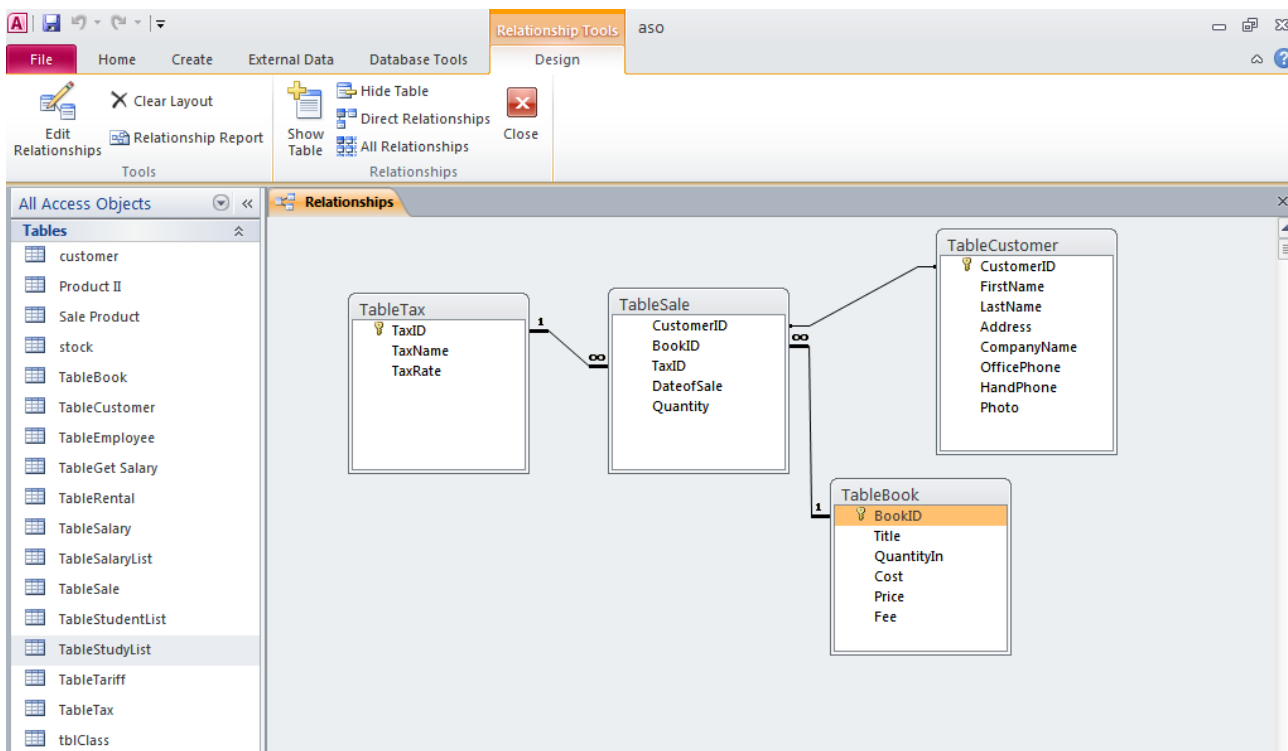 A
Relationship Tools aso
File Home Create External Data Database Tools Design
Edit Relationships
Clear Layout
Relationship Report
Tools
Show Table
Hide Table
Direct Relationships
All Relationships
Close
Relationships
All Access Objects
Tables
customer
Product II
Sale Product
stock
TableBook
TableCustomer
TableEmployee
TableGet Salary
TableRental
TableSalary
TableSalaryList
TableSale
TableStudentList
TableStudyList
TableTariff
TableTax
tblClass
Relationships
TableTax
TaxID
TaxName
TaxRate
1
∞
TableSale
CustomerID
BookID
TaxID
DateofSale
Quantity
∞
1
TableCustomer
CustomerID
FirstName
LastName
Address
CompanyName
OfficePhone
HandPhone
Photo
TableBook
BookID
Title
QuantityIn
Cost
Price
Fee